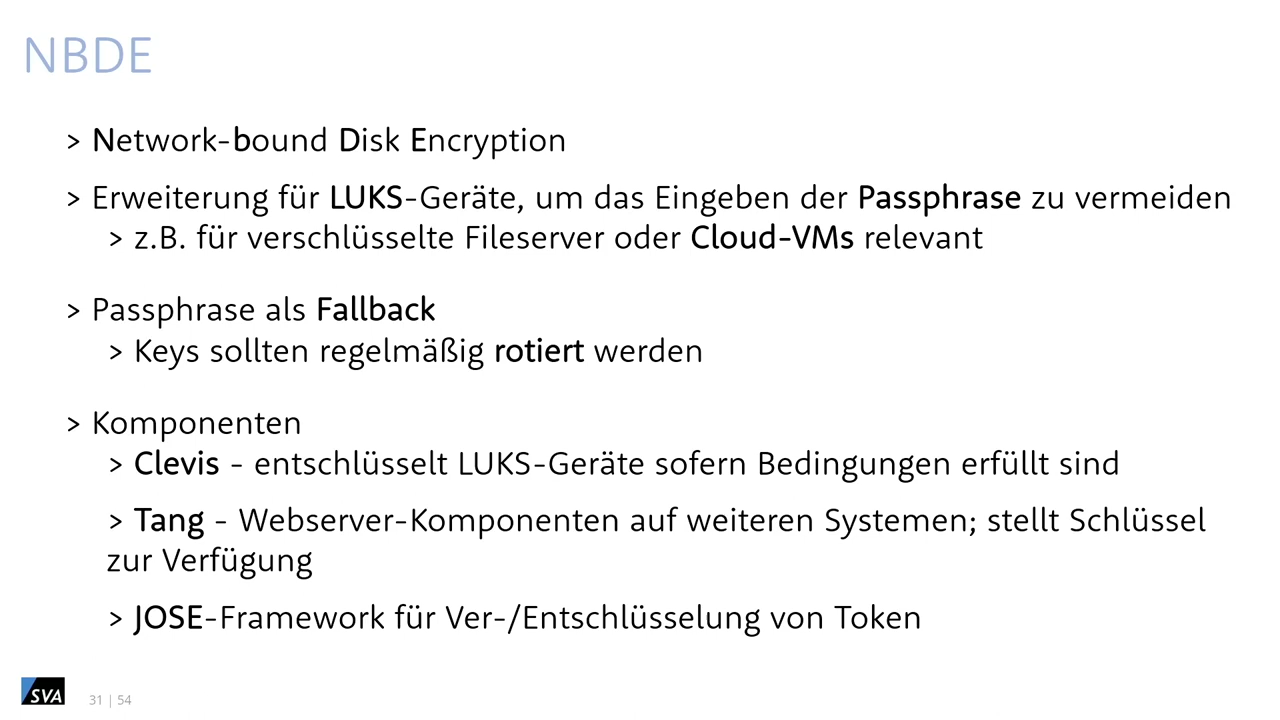 NBDE
> Network-bound Disk Encryption
> Erweiterung für LUKS-Geräte, um das Eingeben der Passphrase zu vermeiden
> z.B. für verschlüsselte Fileserver oder Cloud-VMs relevant
> Passphrase als Fallback
> Keys sollten regelmäßig rotiert werden
> Komponenten
> Clevis - entschlüsselt LUKS-Geräte sofern Bedingungen erfüllt sind
> Tang - Webserver-Komponenten auf weiteren Systemen; stellt Schlüssel
zur Verfügung
> JOSE-Framework für Ver-/Entschlüsselung von Token
SVA
31 | 54